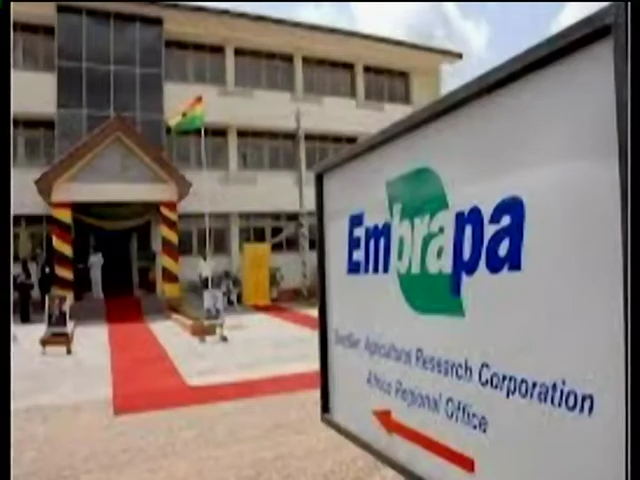 Embrapa
Brazilian Agricultural Research Corporation
Africa Regional Office